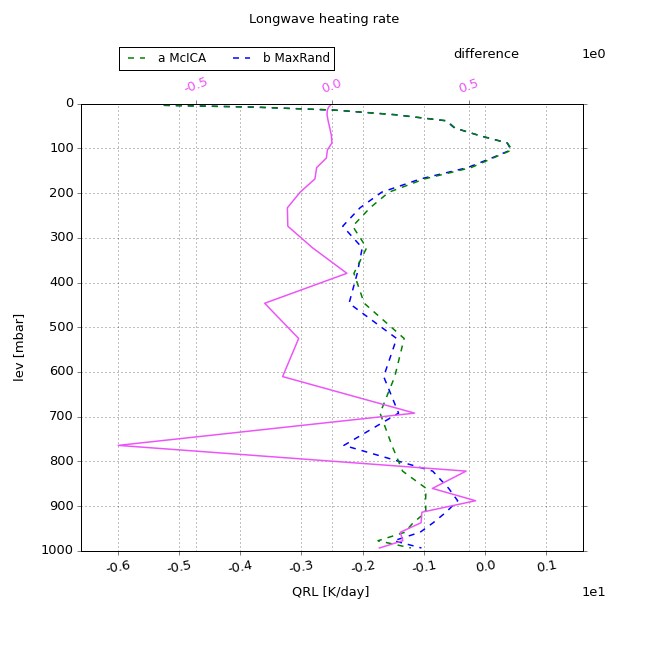 Longwave heating rate
a McICA b MaxRand difference 1e0
-0.5 0.0 0.5
0
100
200
300
400
500
600
700
800
900
1000
lev [mbar]
-0.6 -0.5 -0.4 -0.3 -0.2 -0.1 0.0 0.1
QRL [K/day] 1e1